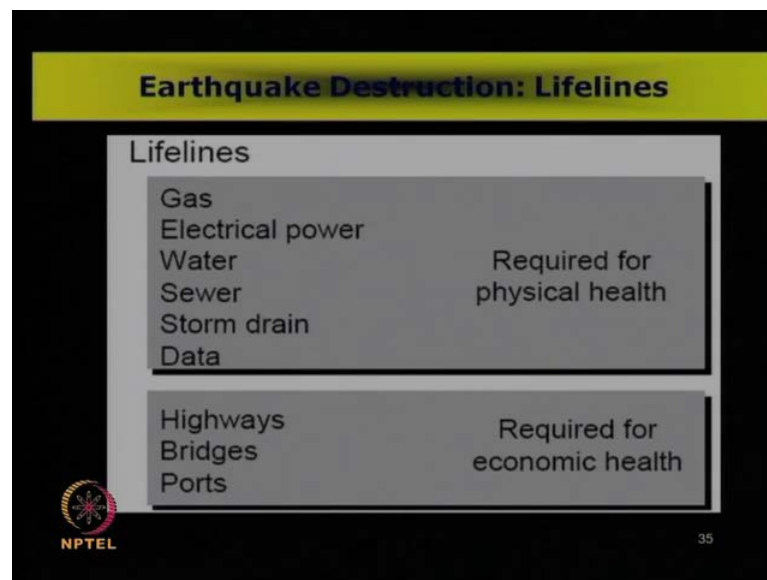 Earthquake Destruction: Lifelines
Lifelines
Gas
Electrical power
Water
Sewer
Storm drain
Data
Required for
physical health
Highways
Bridges
Ports
Required for
economic health
NPTEL
35